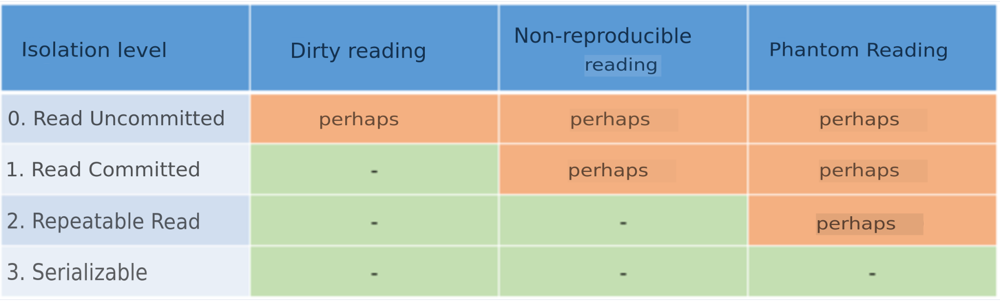 Isolation level
Dirty reading
Non-reproducible
reading
Phantom Reading
0. Read Uncommitted
perhaps
perhaps
perhaps
1. Read Committed
-
perhaps
perhaps
2. Repeatable Read
-
-
perhaps
3. Serializable
-
-
-